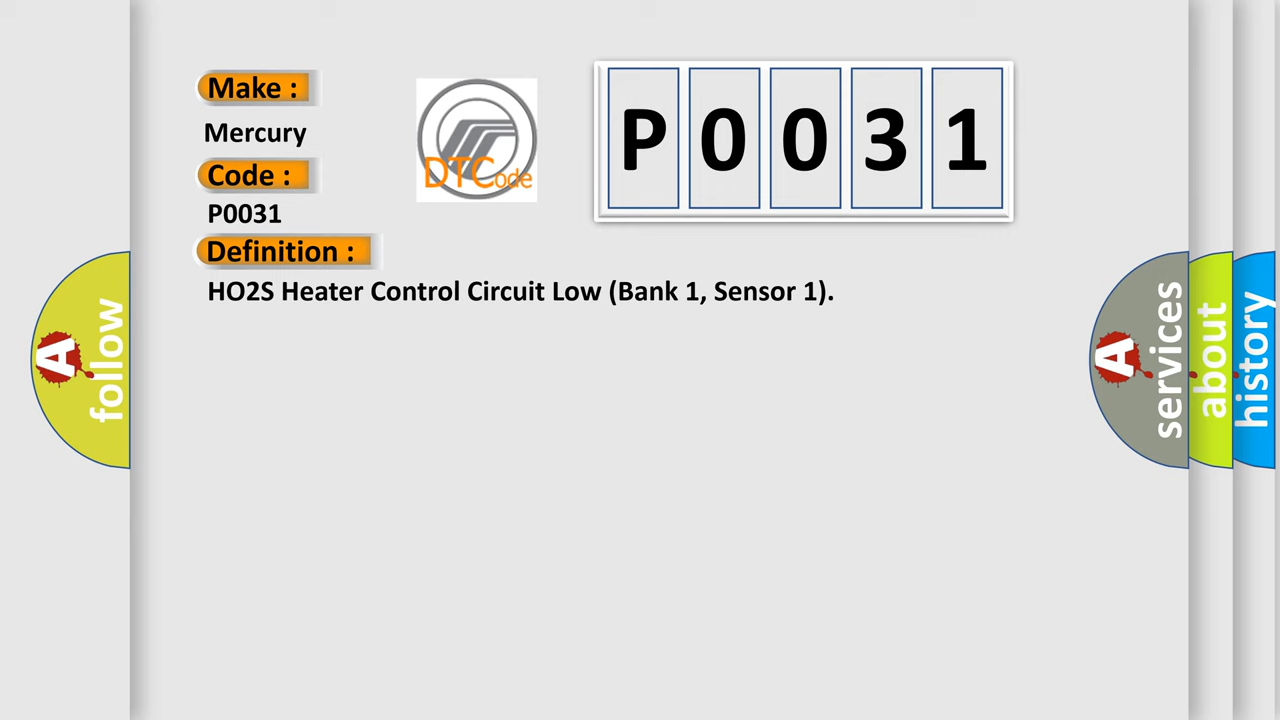 Make :
Mercury
Code :
P0031
Definition :
HO2S Heater Control Circuit Low (Bank 1, Sensor 1).
DTCode
P0031
A follow
A services
about
history